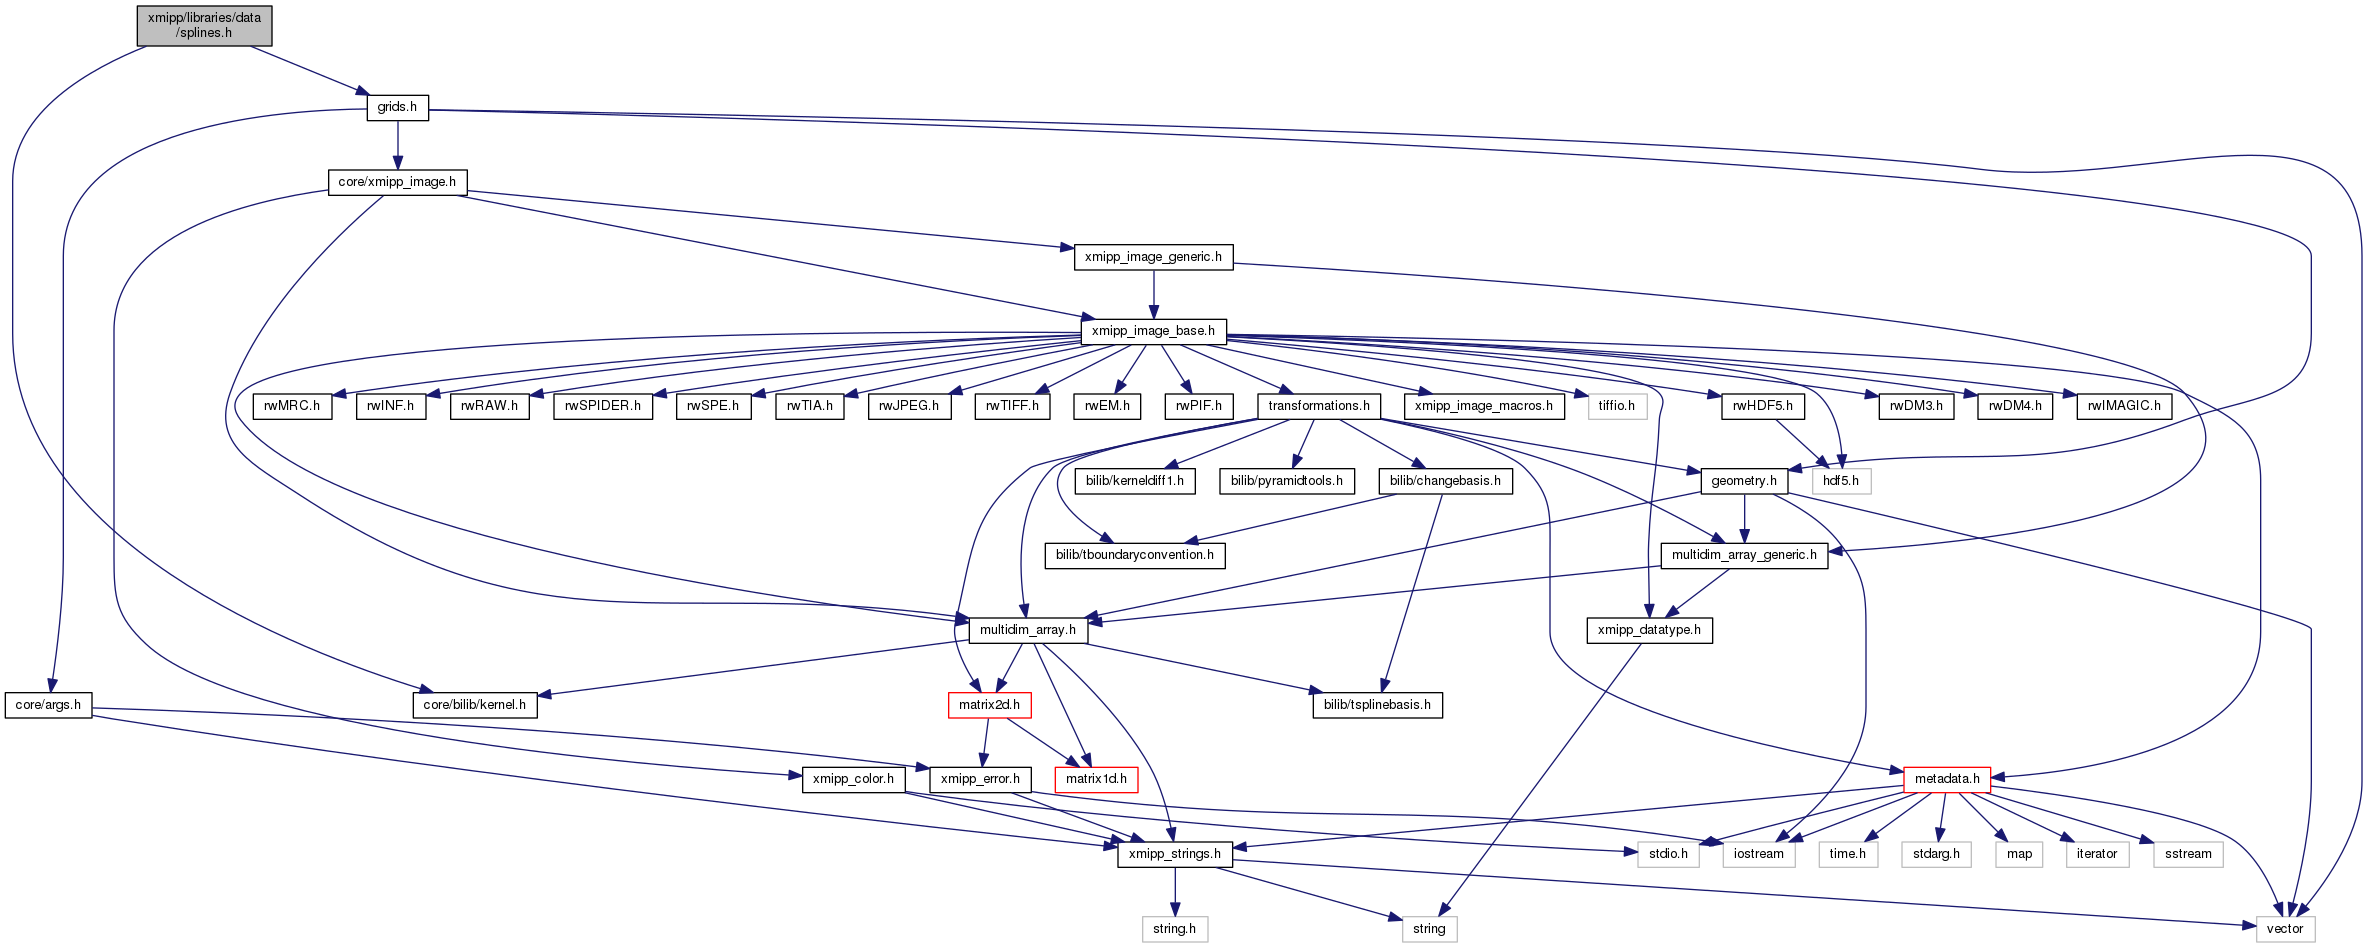 xmipp/libraries/data
/splines.h
grids.h
core/xmipp_image.h
xmipp_image_generic.h
xmipp_image_base.h
rwMRC.h
rwINF.h
rwRAW.h
rwSPIDER.h
rwSPE.h
rwTIA.h
rwJPEG.h
rwTIFF.h
rwEM.h
rwPIF.h
transformations.h
xmipp_image_macros.h
tiffio.h
rwHDF5.h
rwDM3.h
rwDM4.h
rwIMAGIC.h
bilib/kerneldiff1.h
bilib/pyramidtools.h
bilib/changebasis.h
geometry.h
hdf5.h
bilib/tboundaryconvention.h
multidim_array_generic.h
multidim_array.h
xmipp_datatype.h
core/args.h
core/bilib/kernel.h
matrix2d.h
bilib/tsplinebasis.h
xmipp_color.h
xmipp_error.h
matrix1d.h
metadata.h
xmipp_strings.h
stdio.h
iostream
time.h
stdarg.h
map
iterator
sstream
string.h
string
vector